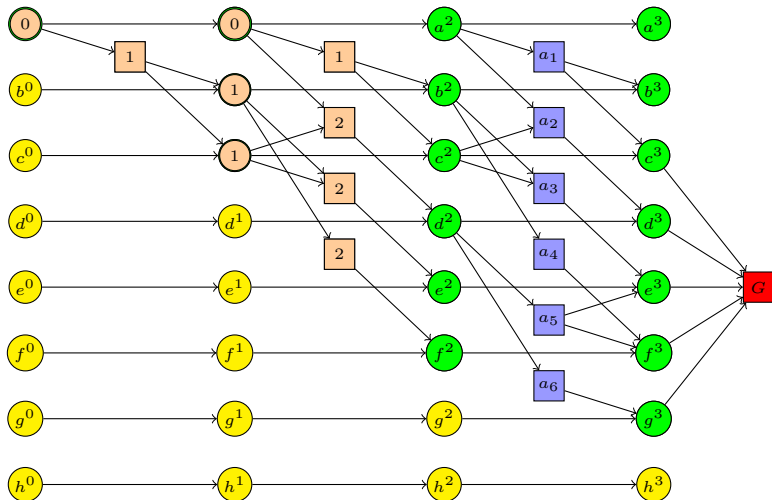 0 0 a² a³
1 1 a₁
b⁰ 1 b² b³
2 a₂
c⁰ 1 c² c³
2 a₃
d⁰ d¹ d² d³
2 a₄
e⁰ e¹ e² e³ G
a₅
f⁰ f¹ f² f³
a₆
g⁰ g¹ g² g³
h⁰ h¹ h² h³